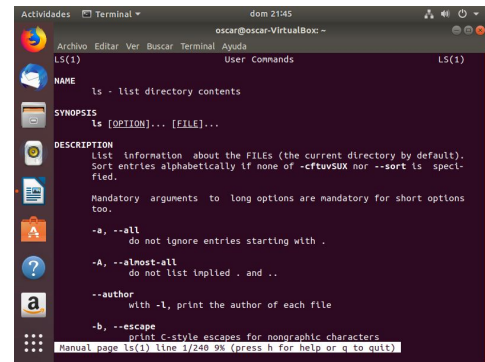 Actividades Terminal dom 21:45
oscar@oscar-VirtualBox: ~
Archivo Editar Ver Buscar Terminal Ayuda
LS(1) User Commands LS(1)
NAME
ls - list directory contents
SYNOPSIS
ls [OPTION]... [FILE]...
DESCRIPTION
List information about the FILEs (the current directory by default).
Sort entries alphabetically if none of -cftuvSUX nor --sort is speci-
fied.
Mandatory arguments to long options are mandatory for short options
too.
-a, --all
do not ignore entries starting with .
-A, --almost-all
do not list implied . and ..
--author
with -l, print the author of each file
-b, --escape
print C-style escapes for nongraphic characters
Manual page ls(1) line 1/240 9% (press h for help or q to quit)